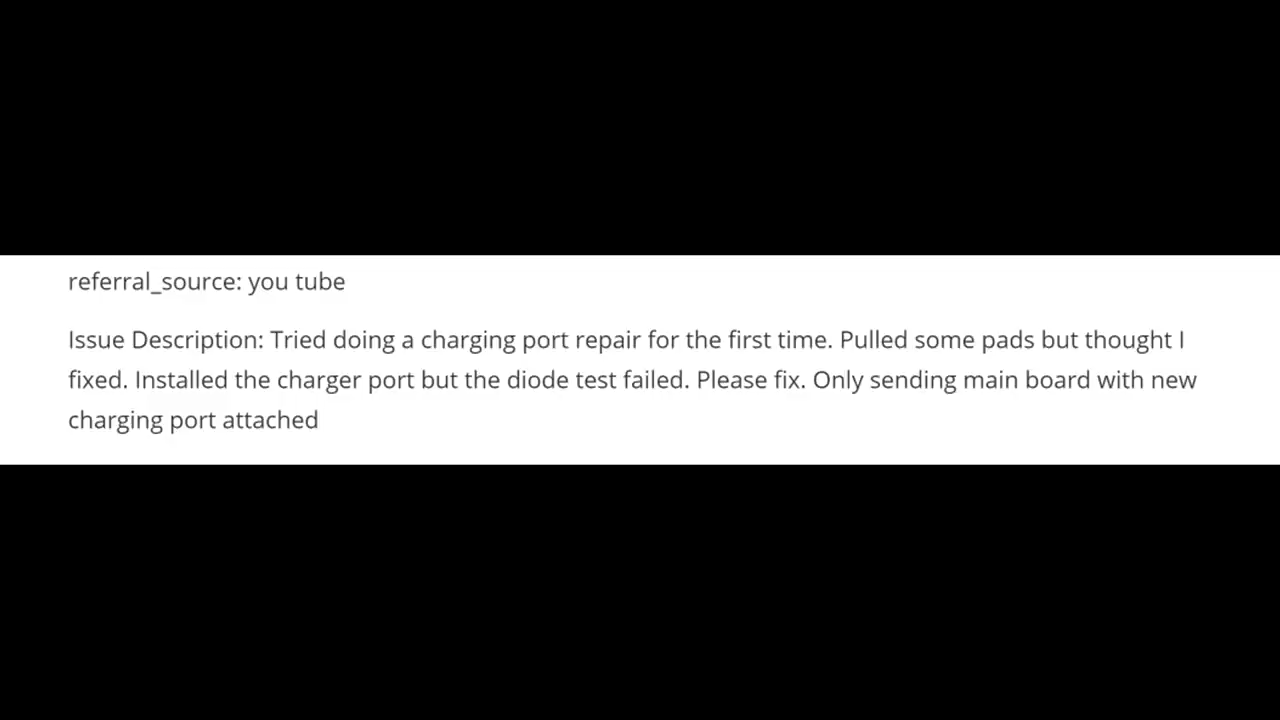 referral_source: you tube
Issue Description: Tried doing a charging port repair for the first time. Pulled some pads but thought I
fixed. Installed the charger port but the diode test failed. Please fix. Only sending main board with new
charging port attached